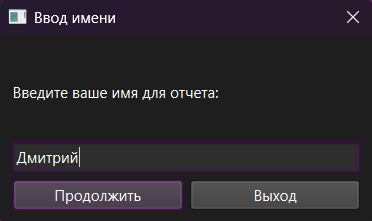 Ввод имени
Введите ваше имя для отчета:
Дмитрий
Продолжить
Выход